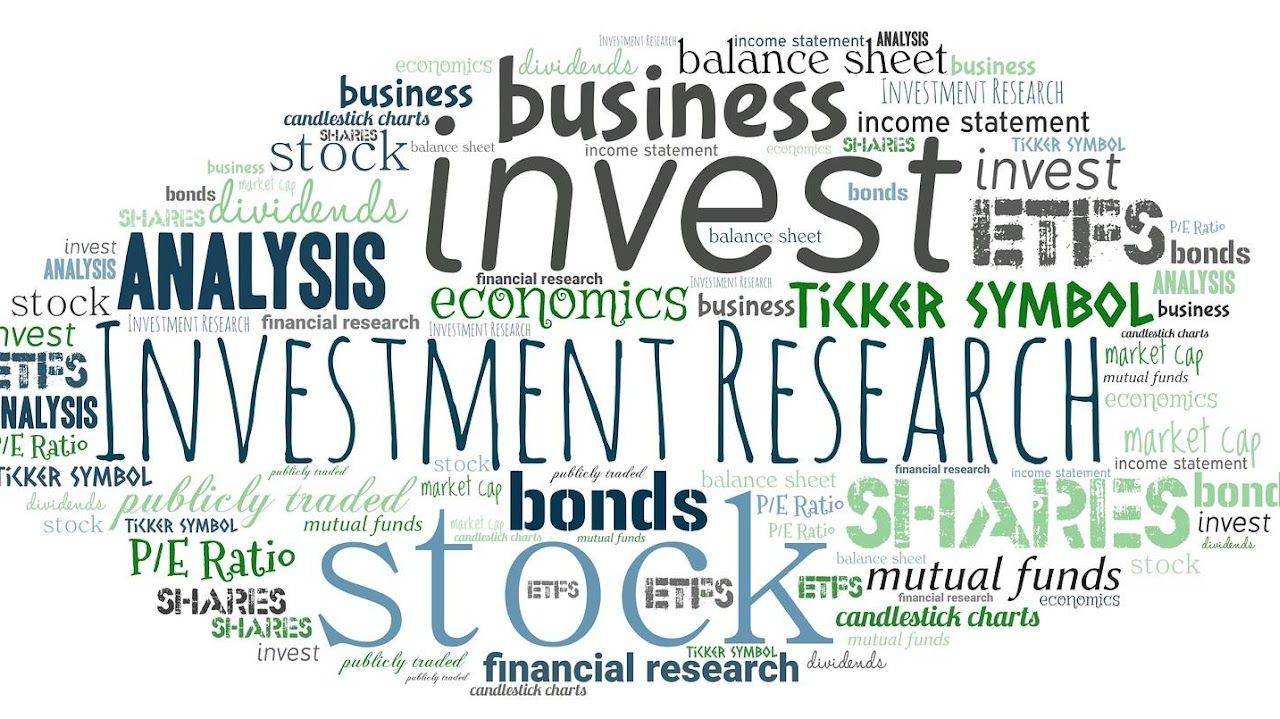 Investment Research
income statement
ANALYSIS
economics
dividends
balance sheet
business
business
business
Investment Research
candlestick charts
income statement
SHARES
stock
balance sheet
income statement
economics
SHARES
TICKER SYMBOL
invest
invest
business
market cap
bonds
dividends
SHARES
bonds
ETFS
balance sheet
P/E Ratio
invest
ANALYSIS
ANALYSIS
bonds
financial research
Investment Research
ANALYSIS
stock
economics
business
TICKER SYMBOL
business
Investment Research
financial research
Investment Research
invest
candlestick charts
Investment Research
market cap
ETFS
mutual funds
ANALYSIS
economics
P/E Ratio
market cap
TICKER SYMBOL
publicly traded
stock
publicly traded
financial research
income statement
income statement
dividends
publicly traded
market cap
bonds
balance sheet
SHARES
bond
stock
TICKER SYMBOL
mutual funds
market cap
P/E Ratio
invest
candlestick charts
mutual funds
P/E Ratio
dividends
P/E Ratio
stock
balance sheet
stock
SHARES
ETFS
ETFS
ETFS
mutual funds
financial research
economics
SHARES
candlestick charts
invest
mutual funds
publicly traded
financial research
TICKER SYMBOL
dividends
publicly traded
candlestick charts